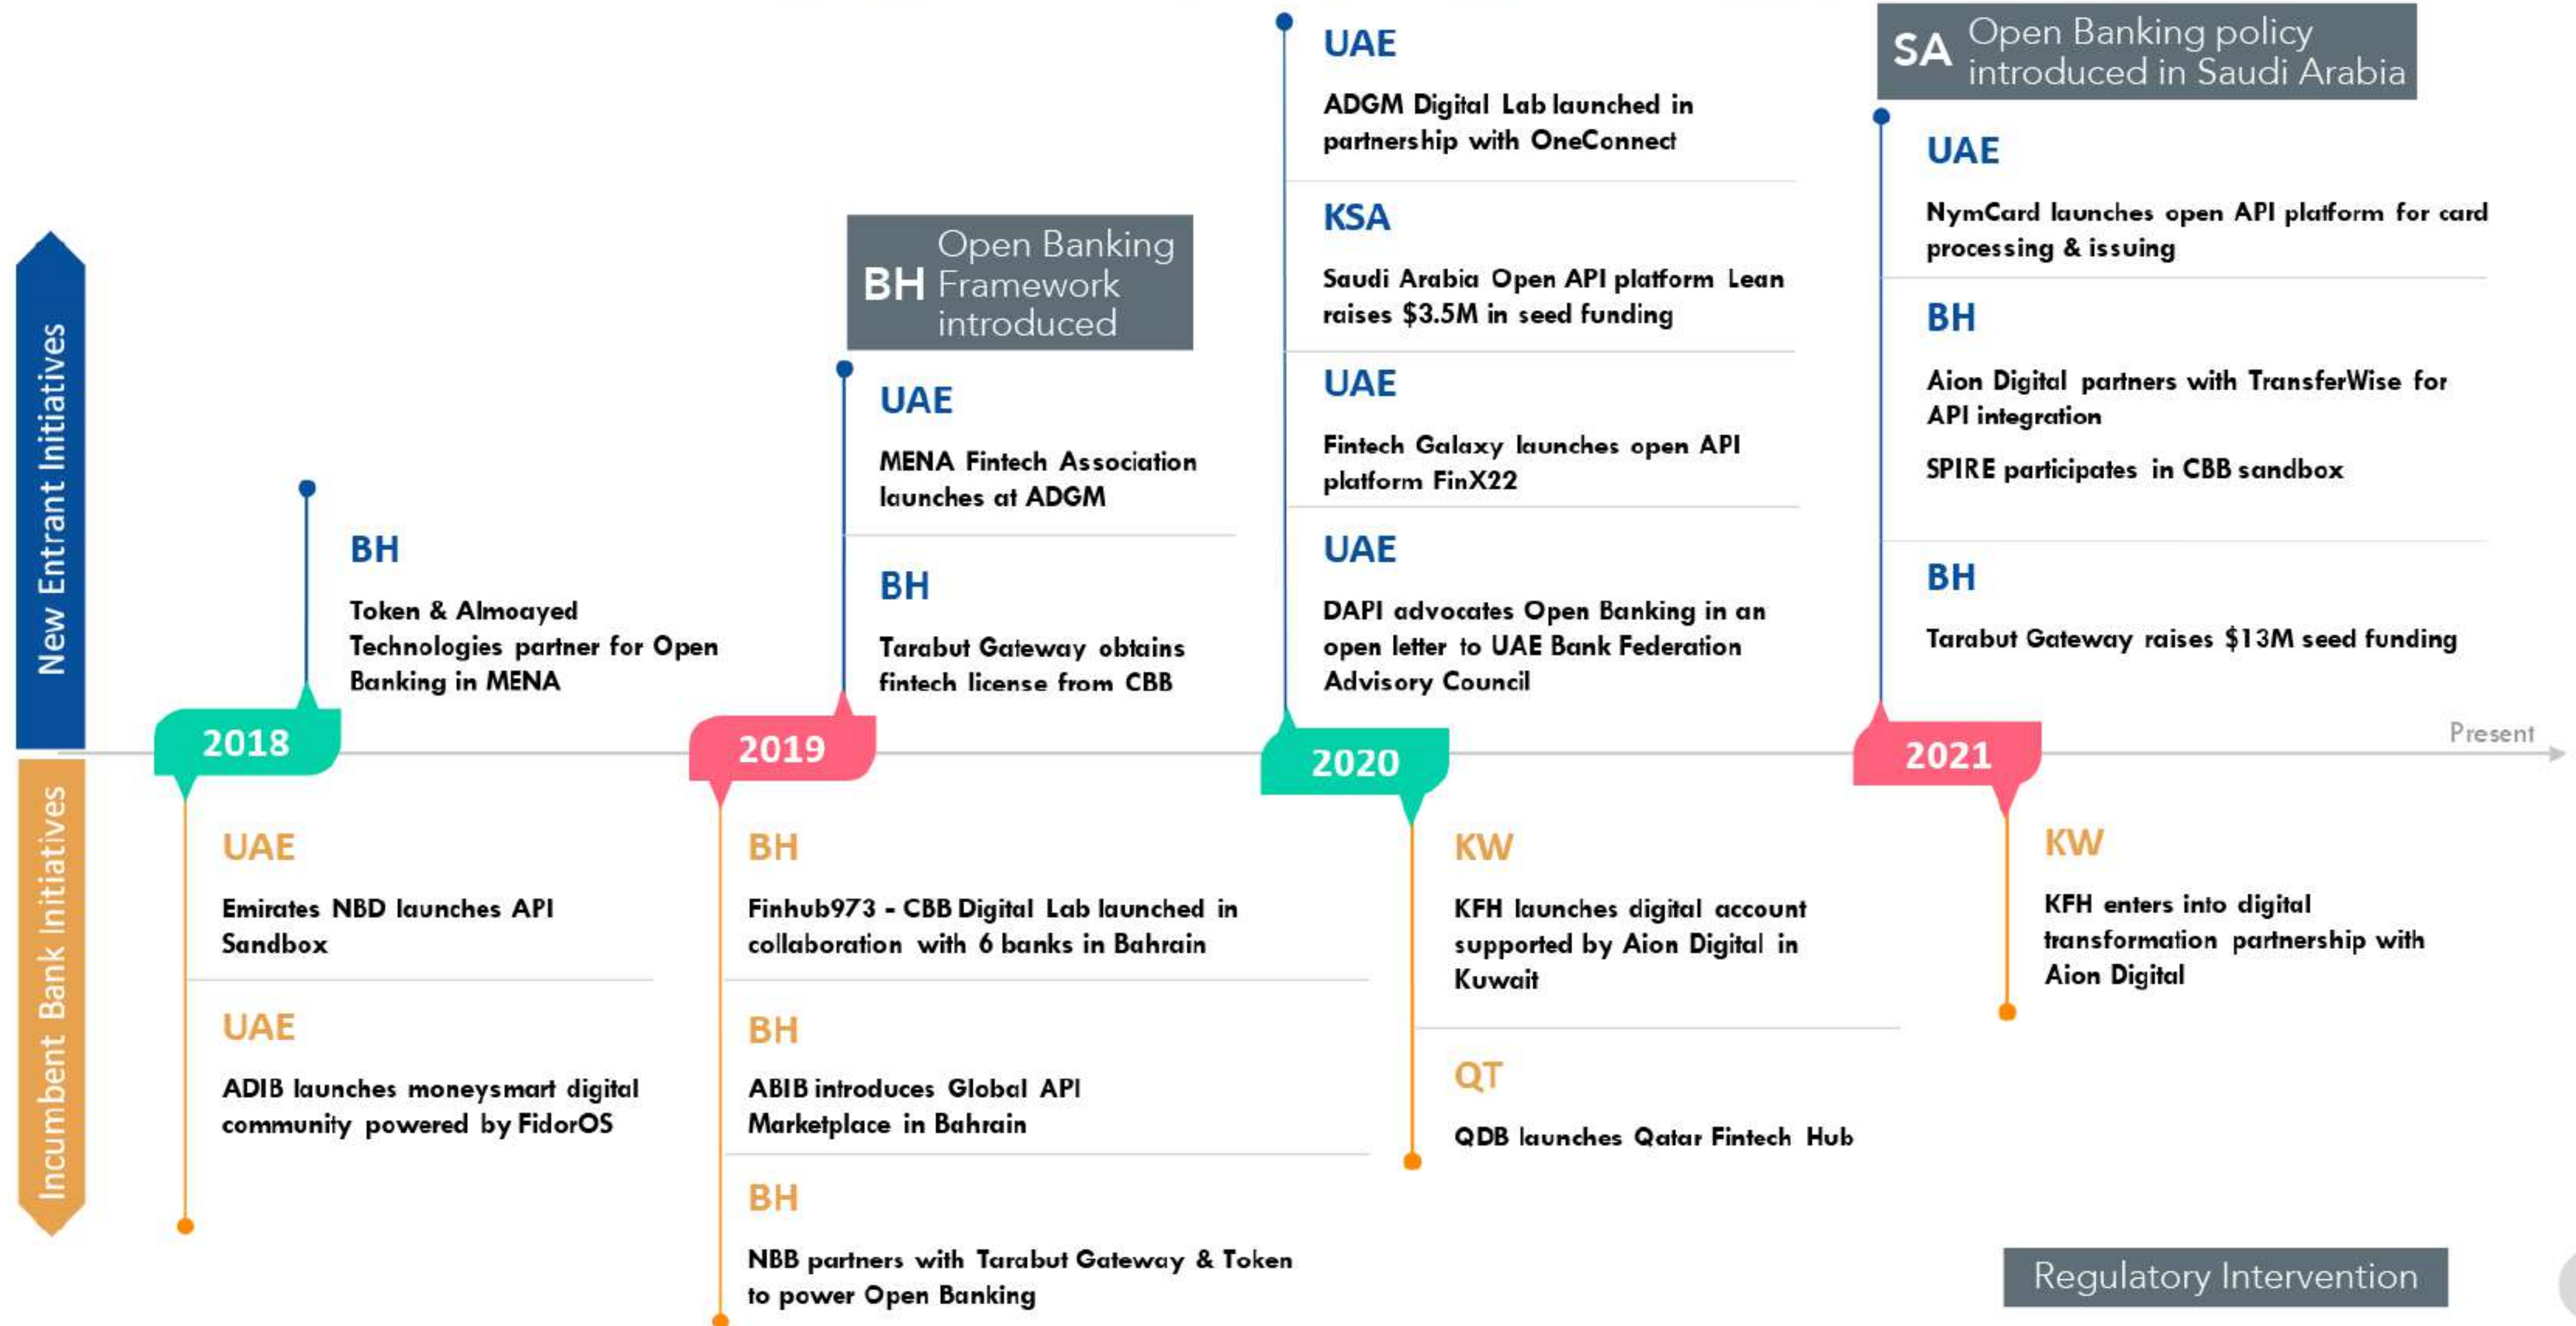 New Entrant Initiatives
Incumbent Bank Initiatives
2018
BH
Token & Almoayed
Technologies partner for Open
Banking in MENA
UAE
Emirates NBD launches API
Sandbox
UAE
ADIB launches moneysmart digital
community powered by FidorOS
2019
BH
Open Banking
Framework
introduced
UAE
MENA Fintech Association
launches at ADGM
BH
Tarabut Gateway obtains
fintech license from CBB
BH
Finhub973 - CBB Digital Lab launched in
collaboration with 6 banks in Bahrain
BH
ABIB introduces Global API
Marketplace in Bahrain
BH
NBB partners with Tarabut Gateway & Token
to power Open Banking
2020
UAE
ADGM Digital Lab launched in
partnership with OneConnect
KSA
Saudi Arabia Open API platform Lean
raises $3.5M in seed funding
UAE
Fintech Galaxy launches open API
platform FinX22
UAE
DAPI advocates Open Banking in an
open letter to UAE Bank Federation
Advisory Council
KW
KFH launches digital account
supported by Aion Digital in
Kuwait
QT
QDB launches Qatar Fintech Hub
2021
SA
Open Banking policy
introduced in Saudi Arabia
UAE
NymCard launches open API platform for card
processing & issuing
BH
Aion Digital partners with TransferWise for
API integration
SPIRE participates in CBB sandbox
BH
Tarabut Gateway raises $13M seed funding
Present
KW
KFH enters into digital
transformation partnership with
Aion Digital
Regulatory Intervention